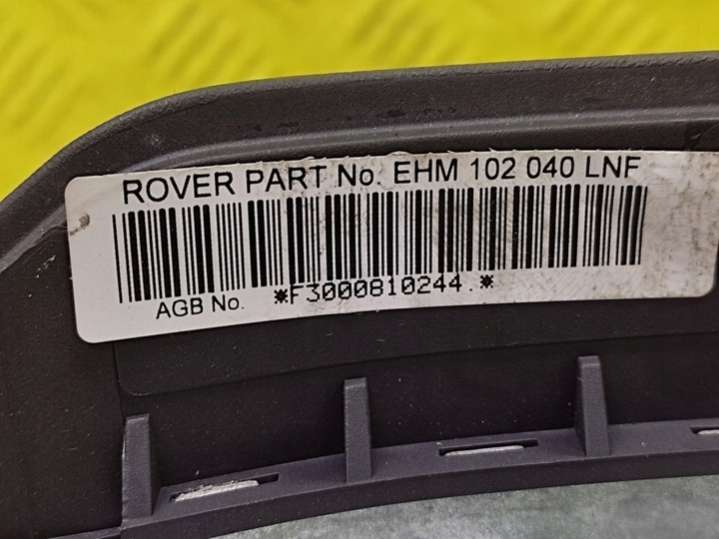 ROVER PART No. EHM 102 040 LNF
AGB No. *F3000810244.*